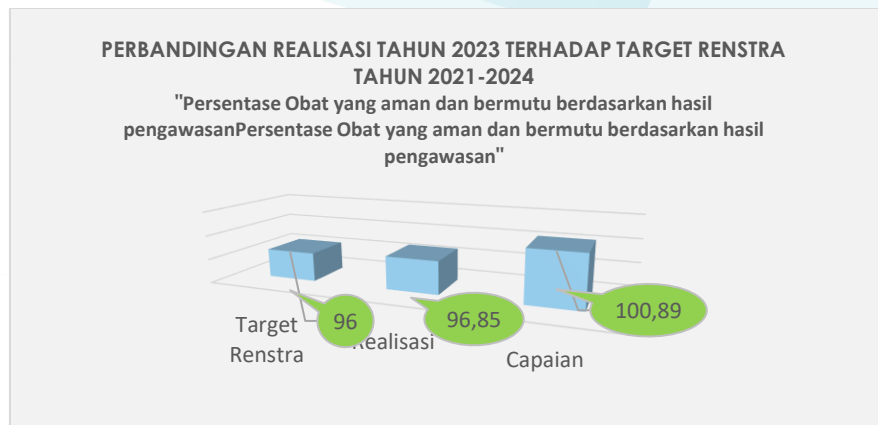 PERBANDINGAN REALISASI TAHUN 2023 TERHADAP TARGET RENSTRA
TAHUN 2021-2024
"Persentase Obat yang aman dan bermutu berdasarkan hasil
pengawasanPersentase Obat yang aman dan bermutu berdasarkan hasil
pengawasan"
96
96,85
100,89
Target
Renstra
Realisasi
Capaian